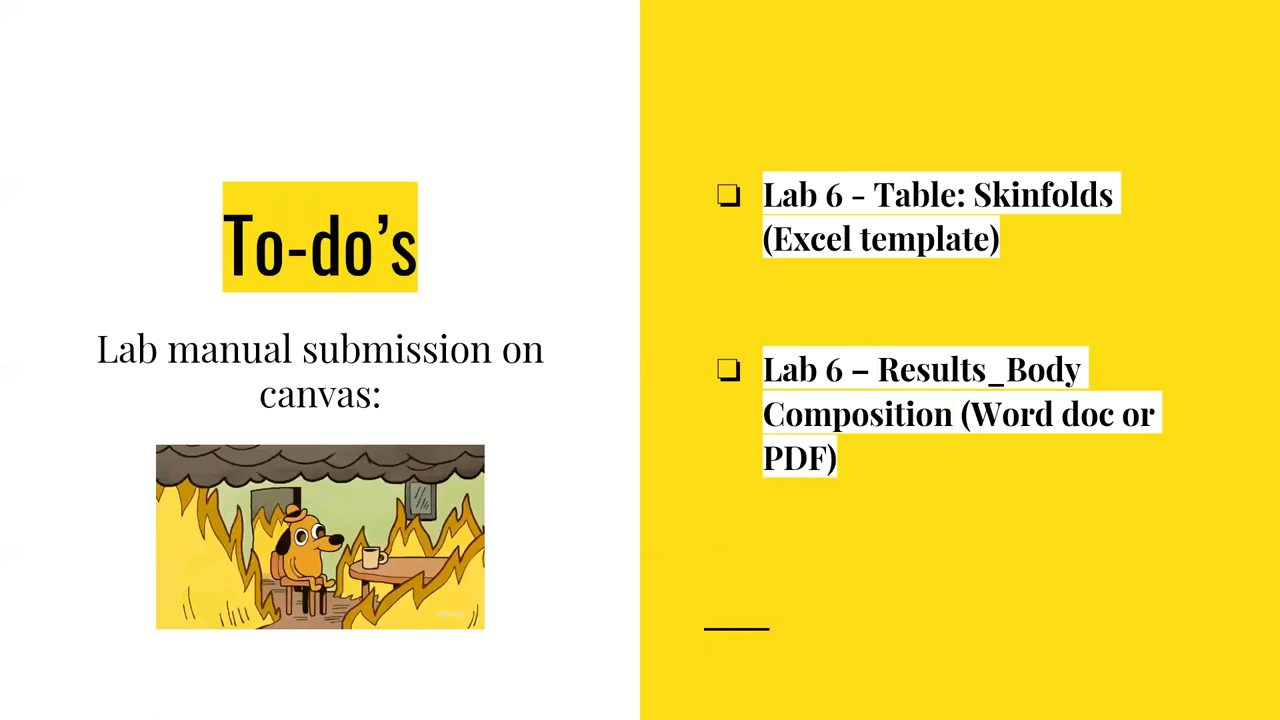 To-do’s
Lab manual submission on
canvas:
❏ Lab 6 - Table: Skinfolds
(Excel template)
❏ Lab 6 – Results_Body
Composition (Word doc or
PDF)